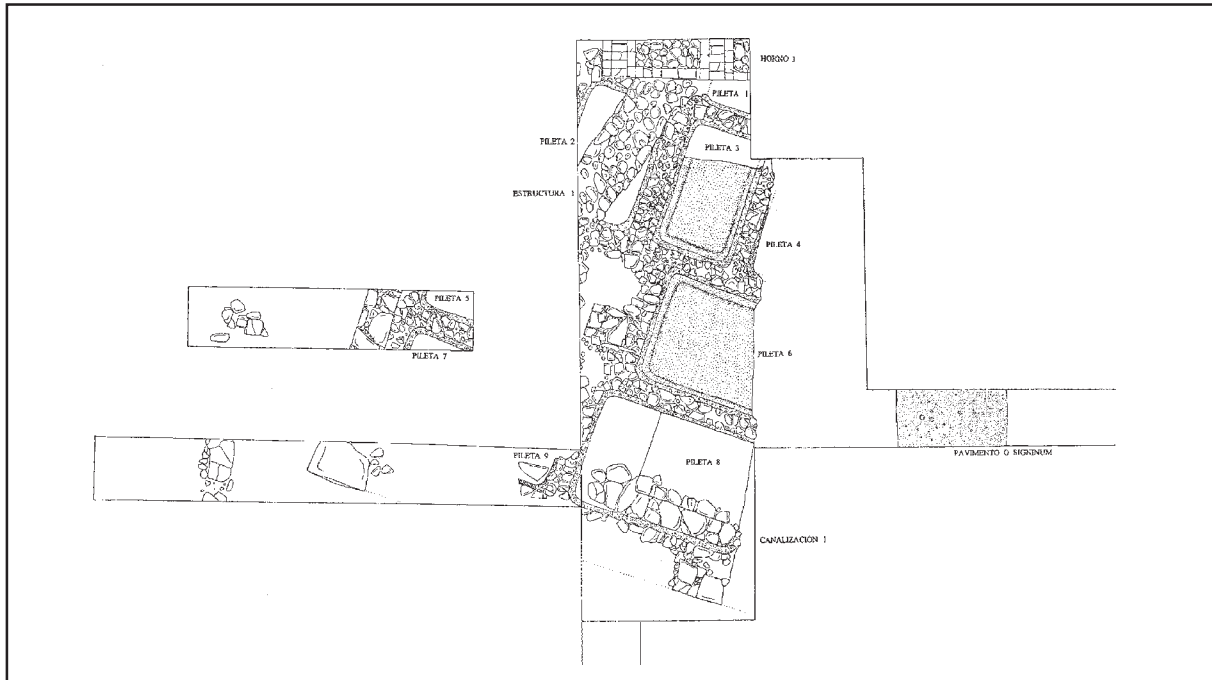 HORNO 1
PILETA 1
PILETA 2
PILETA 3
ESTRUCTURA 1
PILETA 4
PILETA 5
PILETA 7
PILETA 6
PILETA 9
PILETA 8
PAVIMENTO O SIGNINUM
CANALIZACIÓN 1